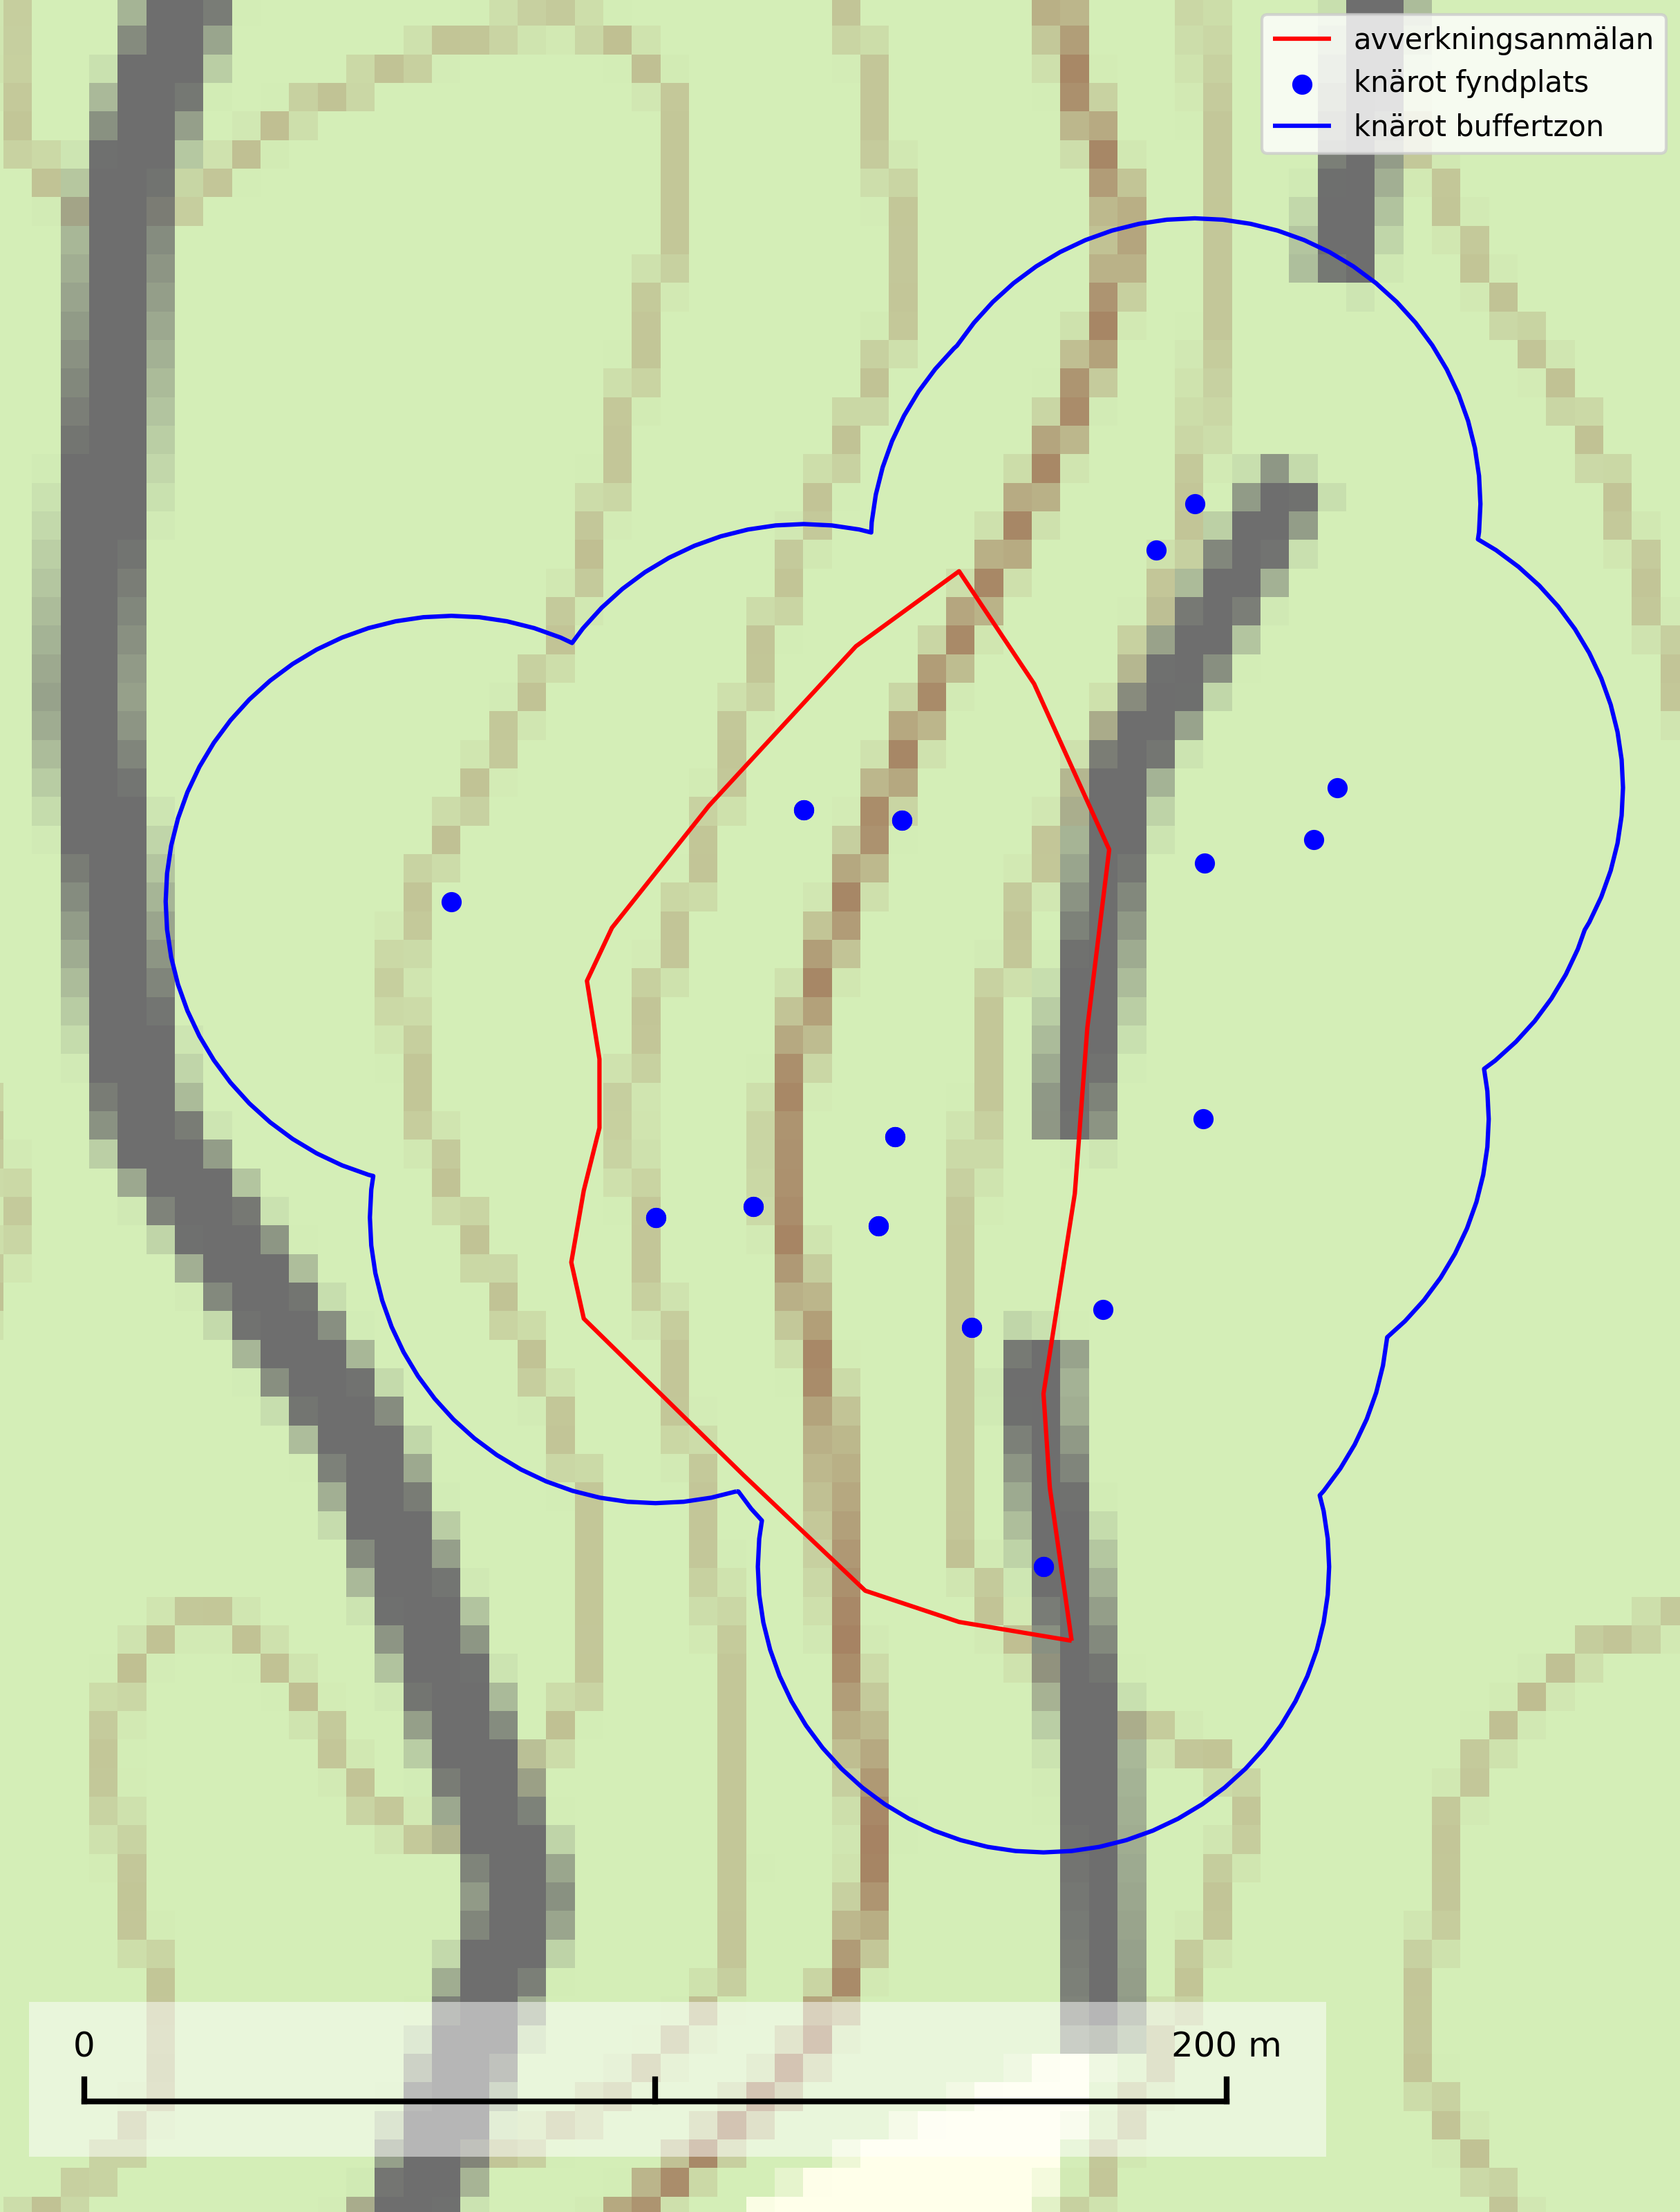 avverkningsanmälan
knärot fyndplats
knärot buffertzon
0
200 m